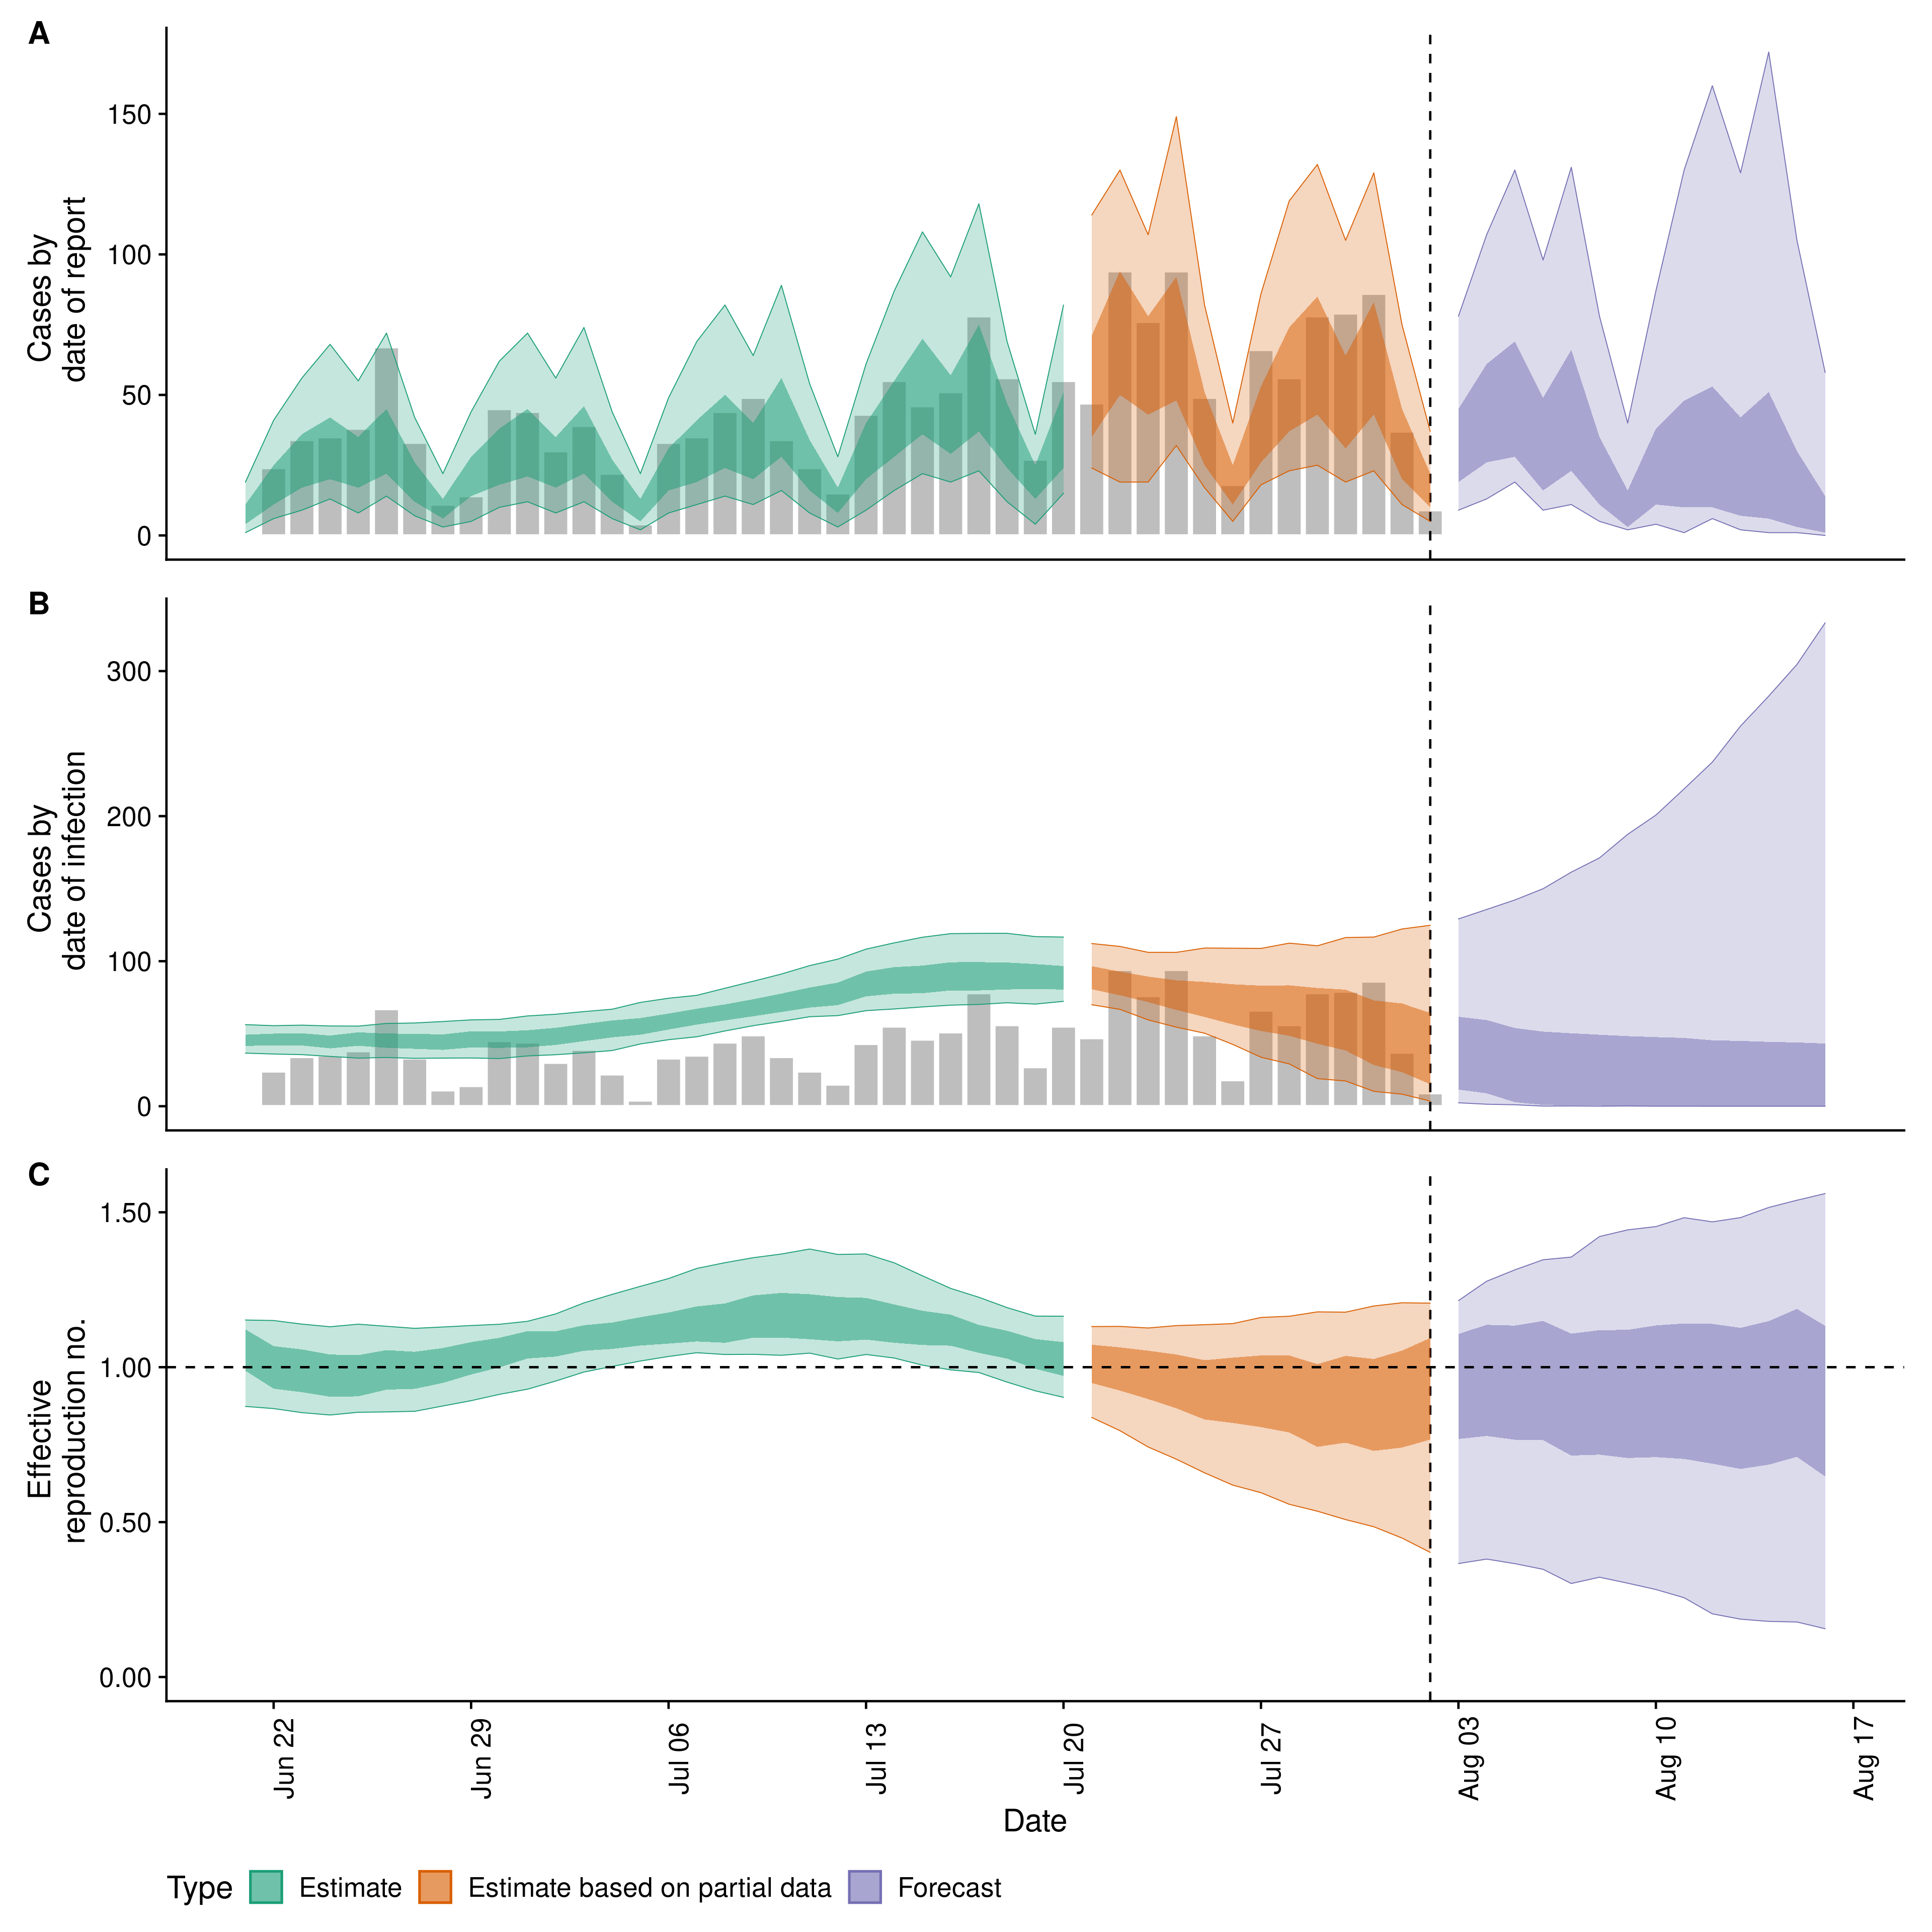 A
Cases by
date of report
150
100
50
0
B
Cases by
date of infection
300
200
100
0
C
Effective
reproduction no.
1.50
1.00
0.50
0.00
Jun 22
Jun 29
Jul 06
Jul 13
Jul 20
Jul 27
Aug 03
Aug 10
Aug 17
Date
Type Estimate Estimate based on partial data Forecast